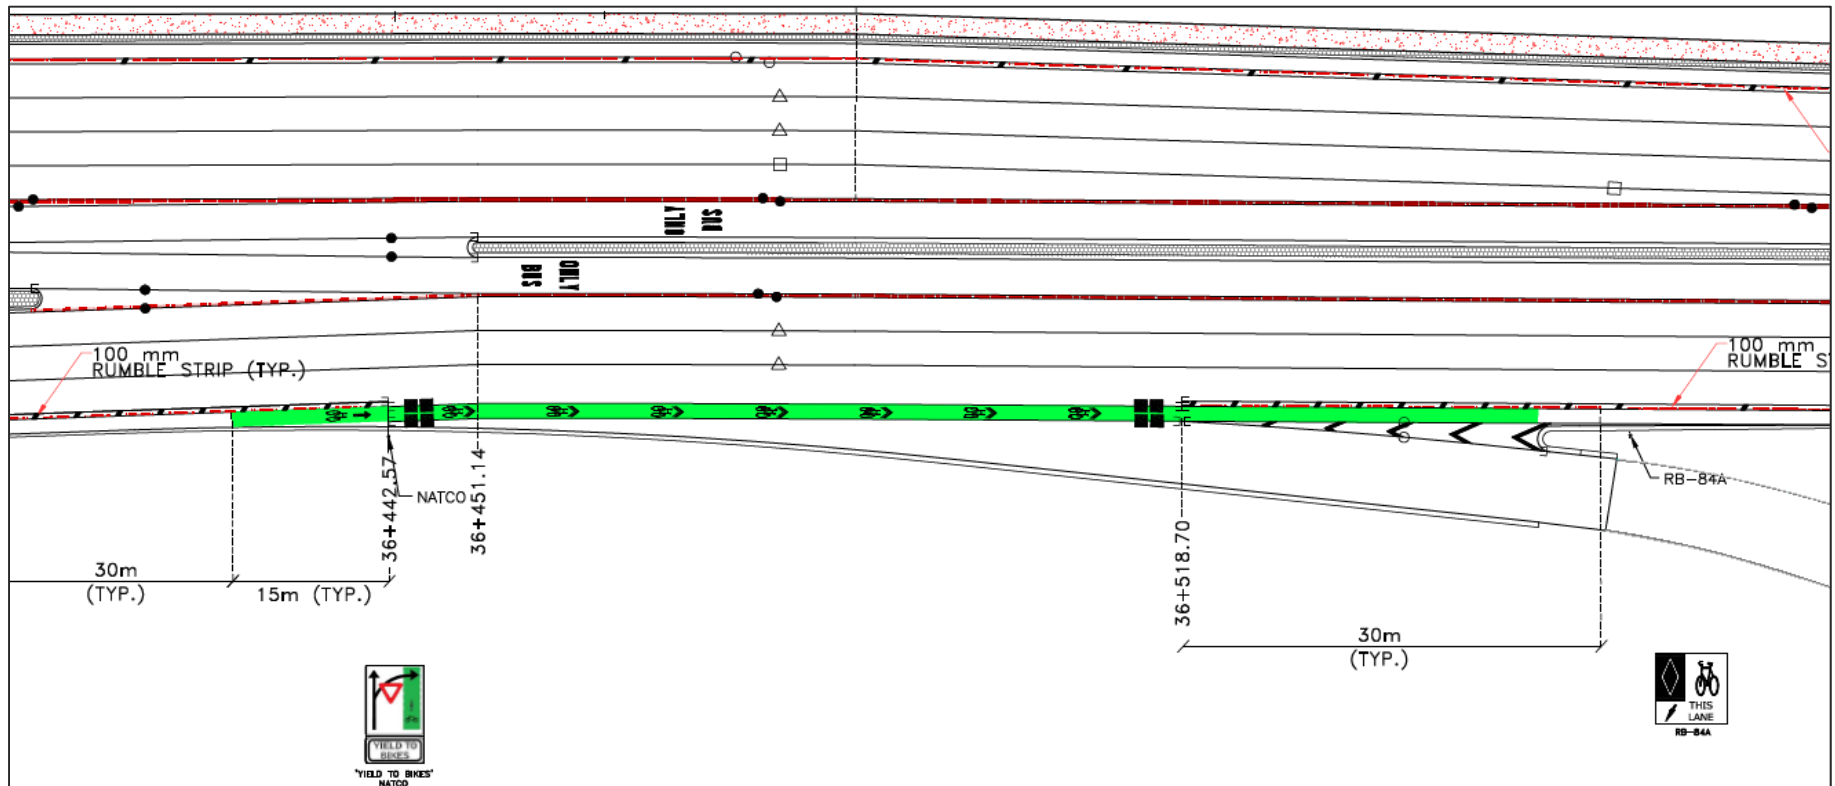 ONLY
BUS
BUS
ONLY
100 mm
RUMBLE STRIP (TYP.)
100 mm
RUMBLE S
36+442.57
NATCO
36+451.14
36+518.70
RB-84A
30m
(TYP.)
15m (TYP.)
30m
(TYP.)
YIELD TO
BIKES
"YIELD TO BIKES"
NATCO
THIS
LANE
RB-84A